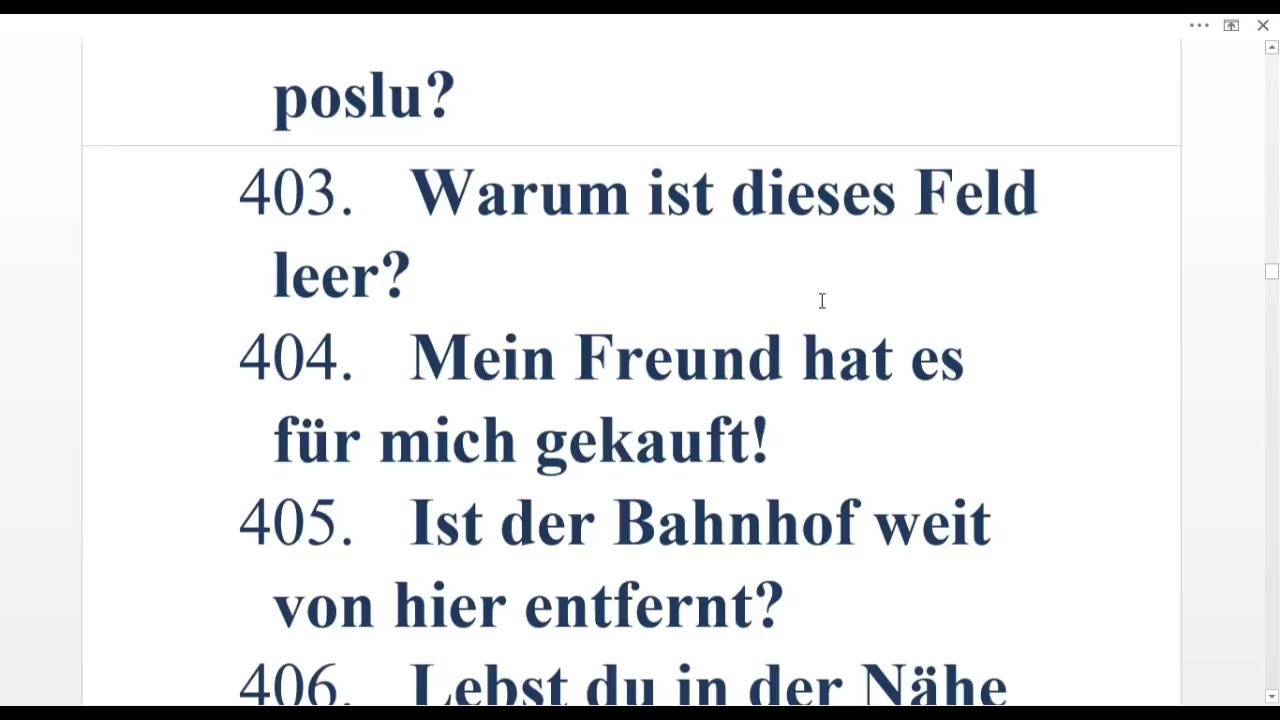 poslu?
403. Warum ist dieses Feld
leer?
404. Mein Freund hat es
für mich gekauft!
405. Ist der Bahnhof weit
von hier entfernt?
406. Lebst du in der Nähe